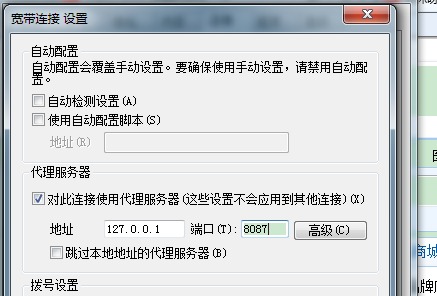 宽带连接 设置
自动配置
自动配置会覆盖手动设置。要确保使用手动设置，请禁用自动配
置。
自动检测设置(A)
使用自动配置脚本(S)
地址(R)
代理服务器
对此连接使用代理服务器(这些设置不会应用到其他连接)(X)
地址 127.0.0.1 端口(T): 8087 高级(C)
跳过本地地址的代理服务器(B)
商城
拨号设置